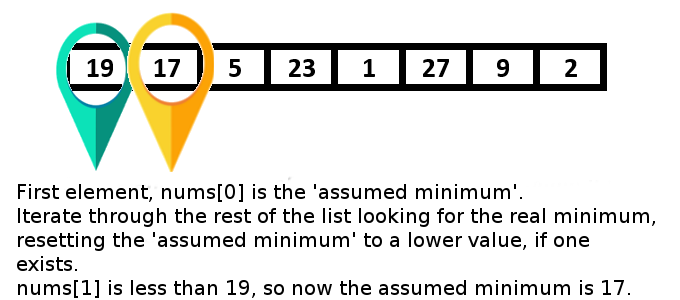 19 17 5 23 1 27 9 2
First element, nums[0] is the 'assumed minimum'.
Iterate through the rest of the list looking for the real minimum,
resetting the 'assumed minimum' to a lower value, if one
exists.
nums[1] is less than 19, so now the assumed minimum is 17.